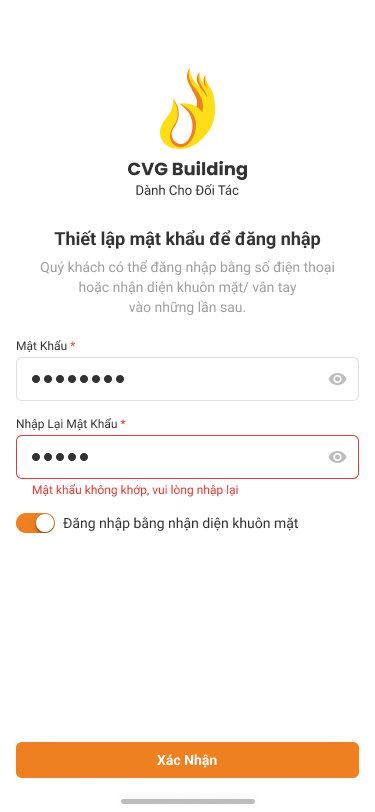 CVG Building
Dành Cho Đối Tác
Thiết lập mật khẩu để đăng nhập
Quý khách có thể đăng nhập bằng số điện thoại
hoặc nhận diện khuôn mặt/ vân tay
vào những lần sau.
Mật Khẩu *
Nhập Lại Mật Khẩu *
Mật khẩu không khớp, vui lòng nhập lại
Đăng nhập bằng nhận diện khuôn mặt
Xác Nhận